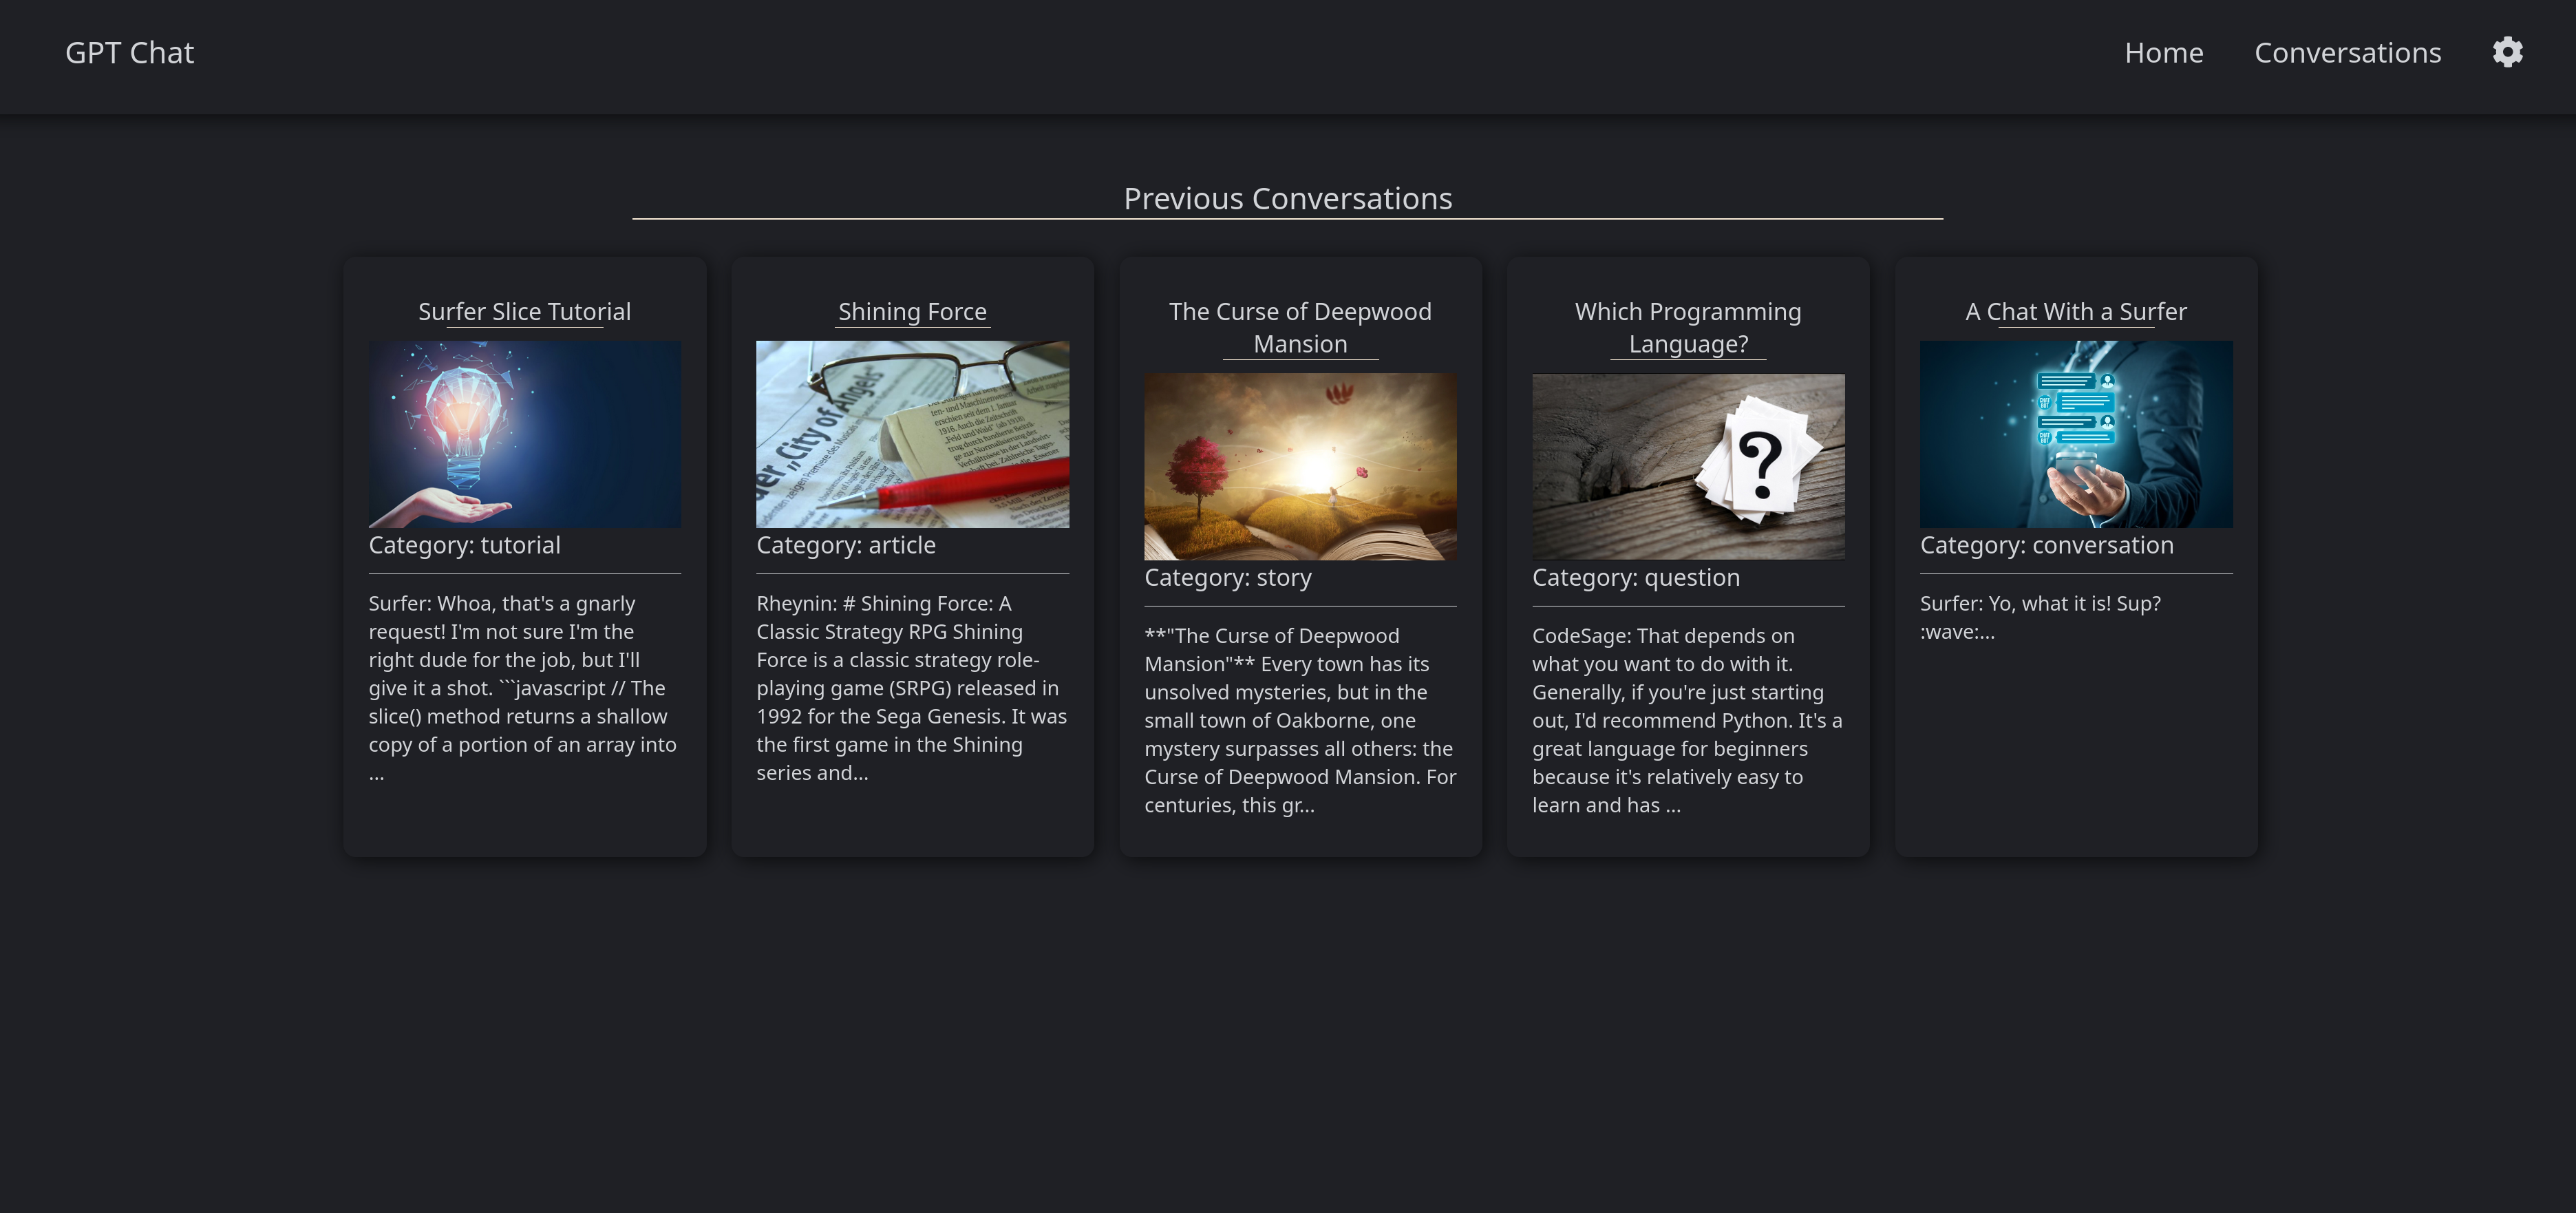 GPT Chat
Home
Conversations
Previous Conversations
Surfer Slice Tutorial
Category: tutorial
Surfer: Whoa, that's a gnarly
request! I'm not sure I'm the
right dude for the job, but I'll
give it a shot. ```javascript // The
slice() method returns a shallow
copy of a portion of an array into
...
Shining Force
der „City of Angels“
Category: article
Rheynin: # Shining Force: A
Classic Strategy RPG Shining
Force is a classic strategy role-
playing game (SRPG) released in
1992 for the Sega Genesis. It was
the first game in the Shining
series and...
The Curse of Deepwood
Mansion
Category: story
**"The Curse of Deepwood
Mansion"** Every town has its
unsolved mysteries, but in the
small town of Oakborne, one
mystery surpasses all others: the
Curse of Deepwood Mansion. For
centuries, this gr...
Which Programming
Language?
?
Category: question
CodeSage: That depends on
what you want to do with it.
Generally, if you're just starting
out, I'd recommend Python. It's a
great language for beginners
because it's relatively easy to
learn and has ...
A Chat With a Surfer
CHAT
BOT
CHAT
BOT
Category: conversation
Surfer: Yo, what it is! Sup?
:wave:...